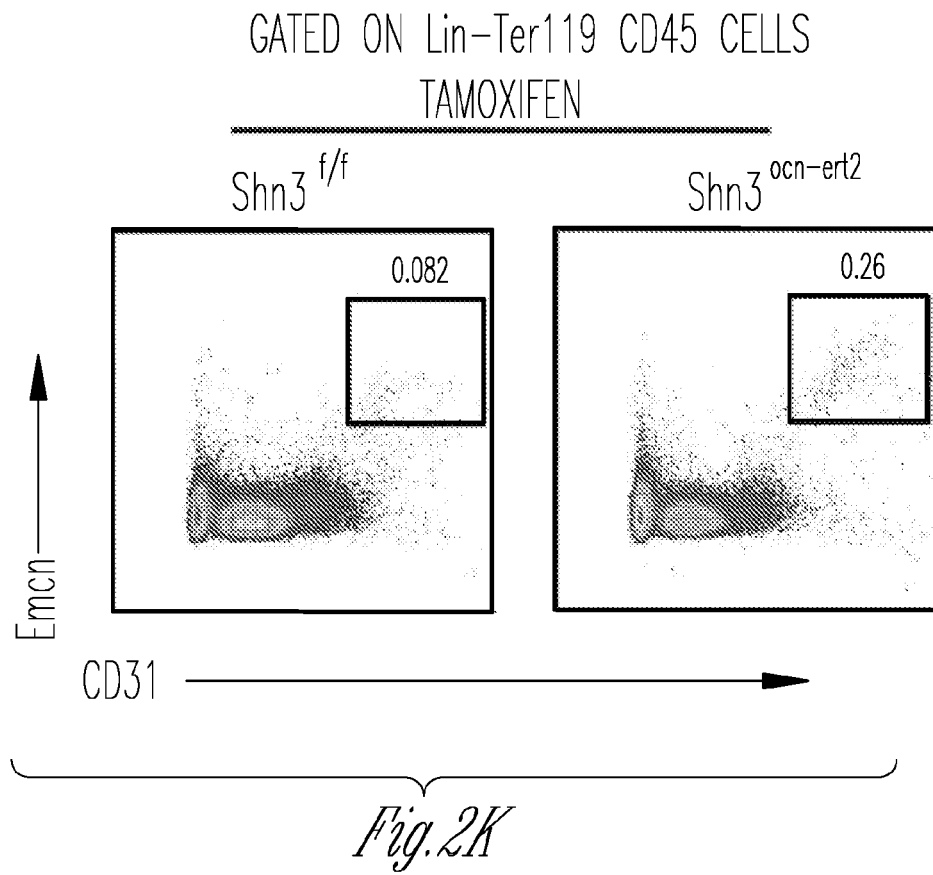 GATED ON Lin-Ter119 CD45 CELLS
TAMOXIFEN
Shn3 f/f
Shn3 ocn-ert2
0.082
0.26
Emcn
CD31
Fig.2K